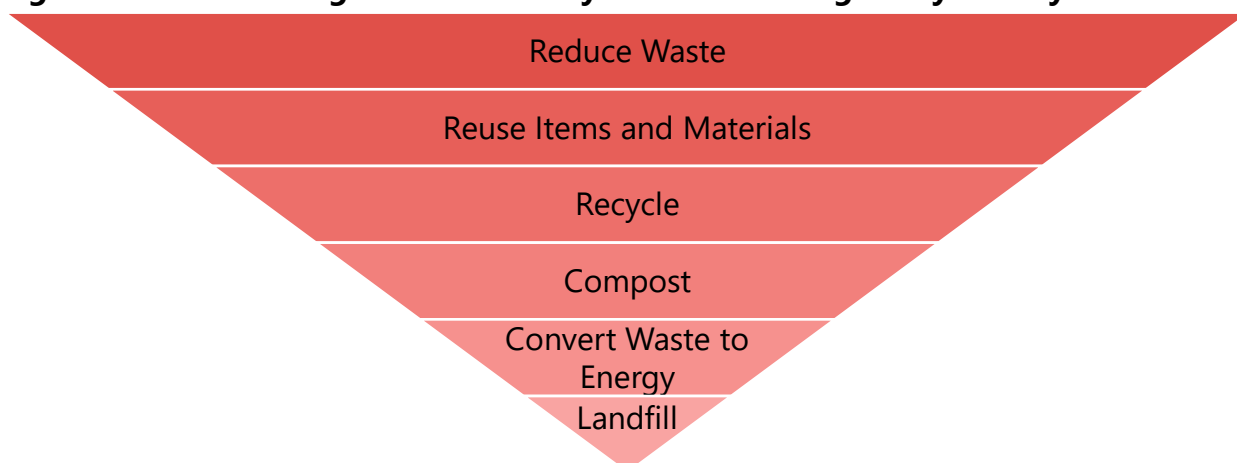 Reduce Waste
Reuse Items and Materials
Recycle
Compost
Convert Waste to
Energy
Landfill